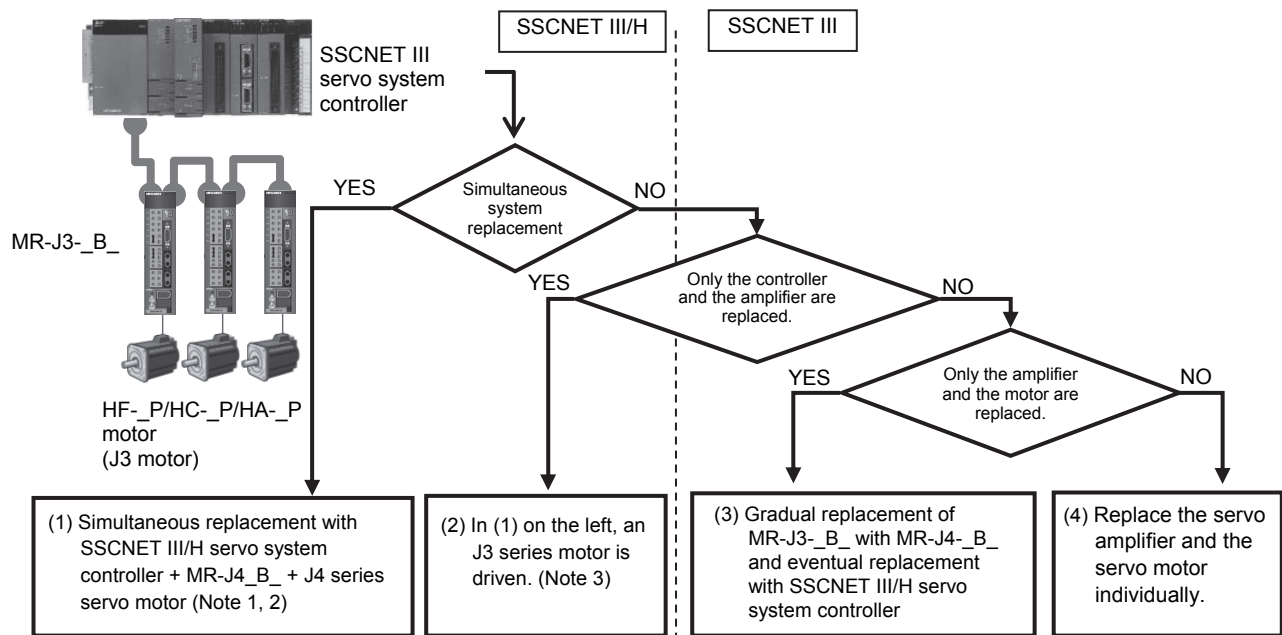 SSCNET III/H
SSCNET III
SSCNET III
servo system
controller
YES
Simultaneous
system
replacement
NO
MR-J3-_B_
YES
Only the controller
and the amplifier are
replaced.
NO
YES
Only the amplifier
and the motor are
replaced.
NO
HF-_P/HC-_P/HA-_P
motor
(J3 motor)
(1) Simultaneous replacement with
SSCNET III/H servo system
controller + MR-J4_B_ + J4 series
servo motor (Note 1, 2)
(2) In (1) on the left, an
J3 series motor is
driven. (Note 3)
(3) Gradual replacement of
MR-J3-_B_ with MR-J4-_B_
and eventual replacement
with SSCNET III/H servo
system controller
(4) Replace the servo
amplifier and the
servo motor
individually.